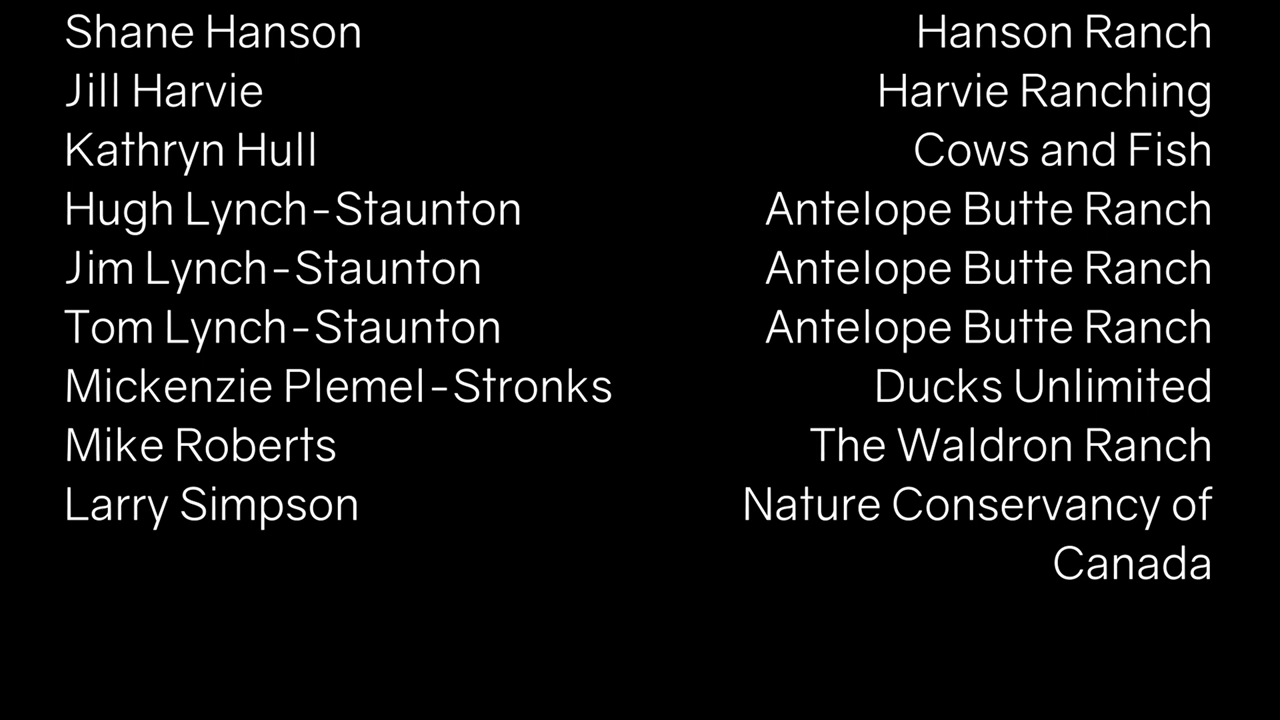 Shane Hanson Hanson Ranch
Jill Harvie Harvie Ranching
Kathryn Hull Cows and Fish
Hugh Lynch-Staunton Antelope Butte Ranch
Jim Lynch-Staunton Antelope Butte Ranch
Tom Lynch-Staunton Antelope Butte Ranch
Mickenzie Plemel-Stronks Ducks Unlimited
Mike Roberts The Waldron Ranch
Larry Simpson Nature Conservancy of
Canada